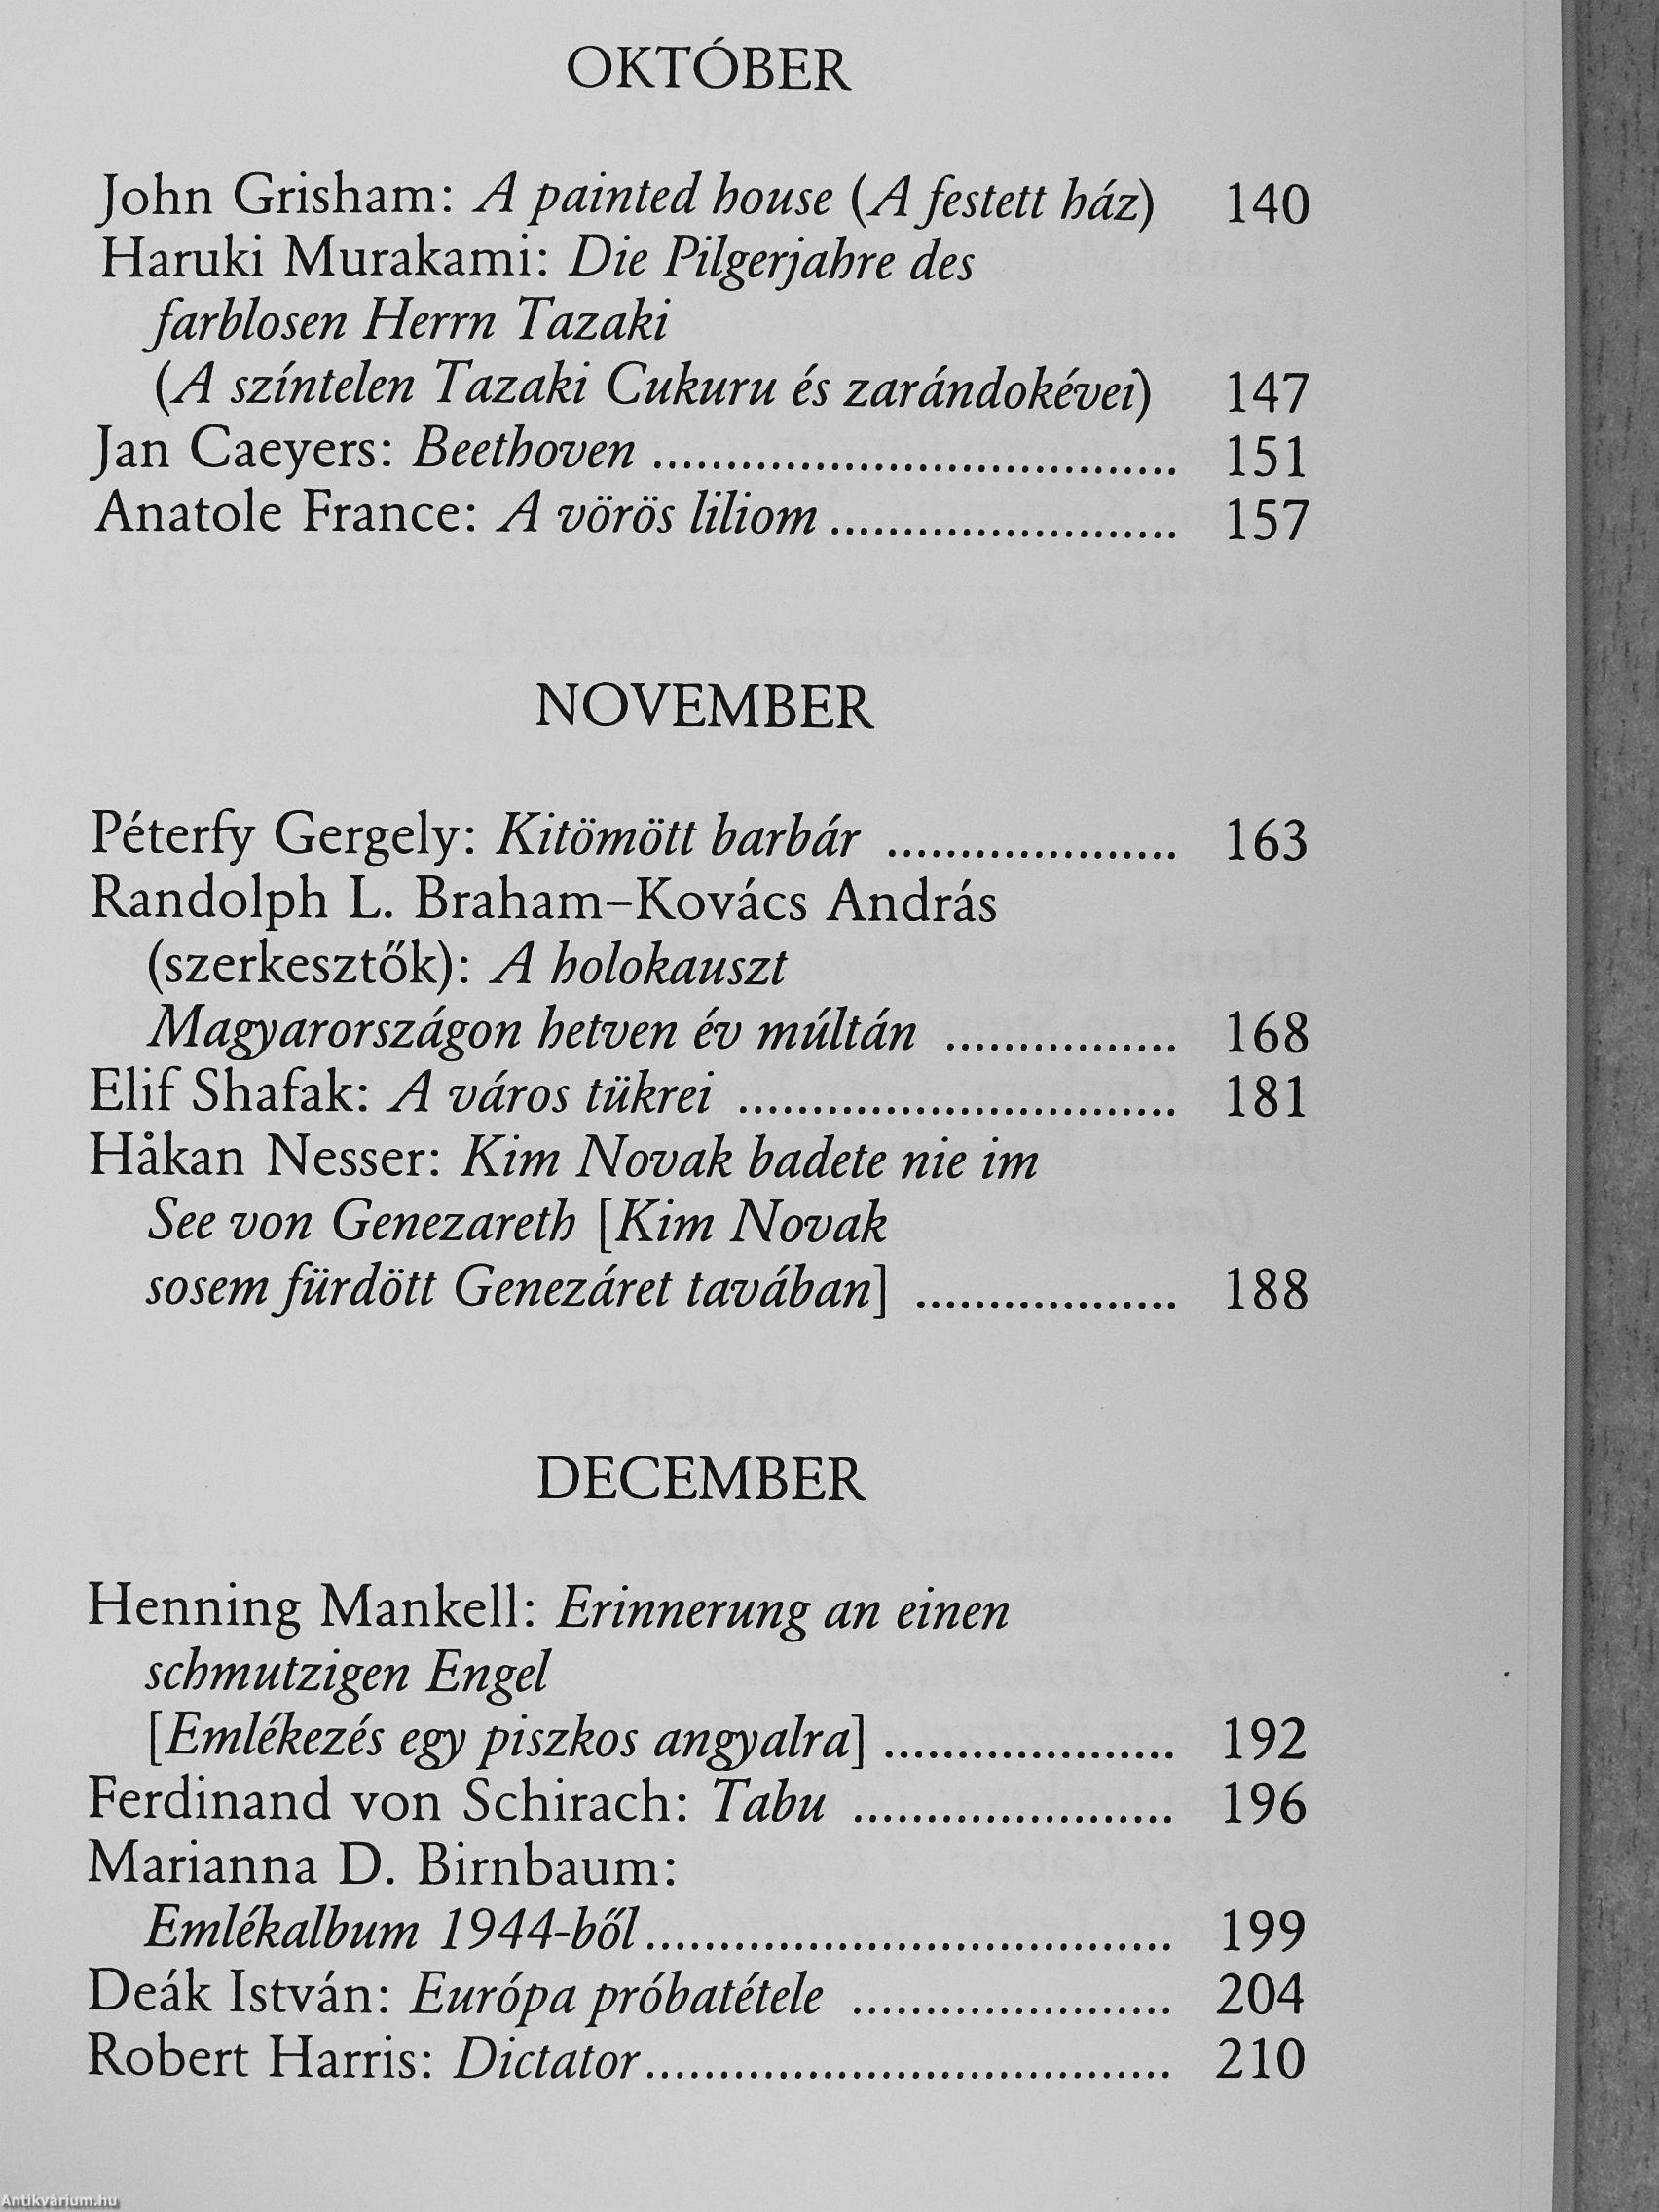 OKTÓBER
John Grisham: A painted house (A festett ház) 140
Haruki Murakami: Die Pilgerjahre des
farblosen Herrn Tazaki
(A színtelen Tazaki Cukuru és zarándokévei) 147
Jan Caeyers: Beethoven .................................... 151
Anatole France: A vörös liliom ........................ 157
NOVEMBER
Péterfy Gergely: Kitömött barbár .................... 163
Randolph L. Braham–Kovács András
(szerkesztők): A holokauszt
Magyarországon hetven év múltán ................ 168
Elif Shafak: A város tükrei .............................. 181
Håkan Nesser: Kim Novak badete nie im
See von Genezareth [Kim Novak
sosem fürdött Genezáret tavában] .................. 188
DECEMBER
Henning Mankell: Erinnerung an einen
schmutzigen Engel
[Emlékezés egy piszkos angyalra] .................... 192
Ferdinand von Schirach: Tabu ...................... 196
Marianna D. Birnbaum:
Emlékalbum 1944-ből .................................... 199
Deák István: Európa próbatétele ...................... 204
Robert Harris: Dictator .................................... 210
Antikvárium.hu